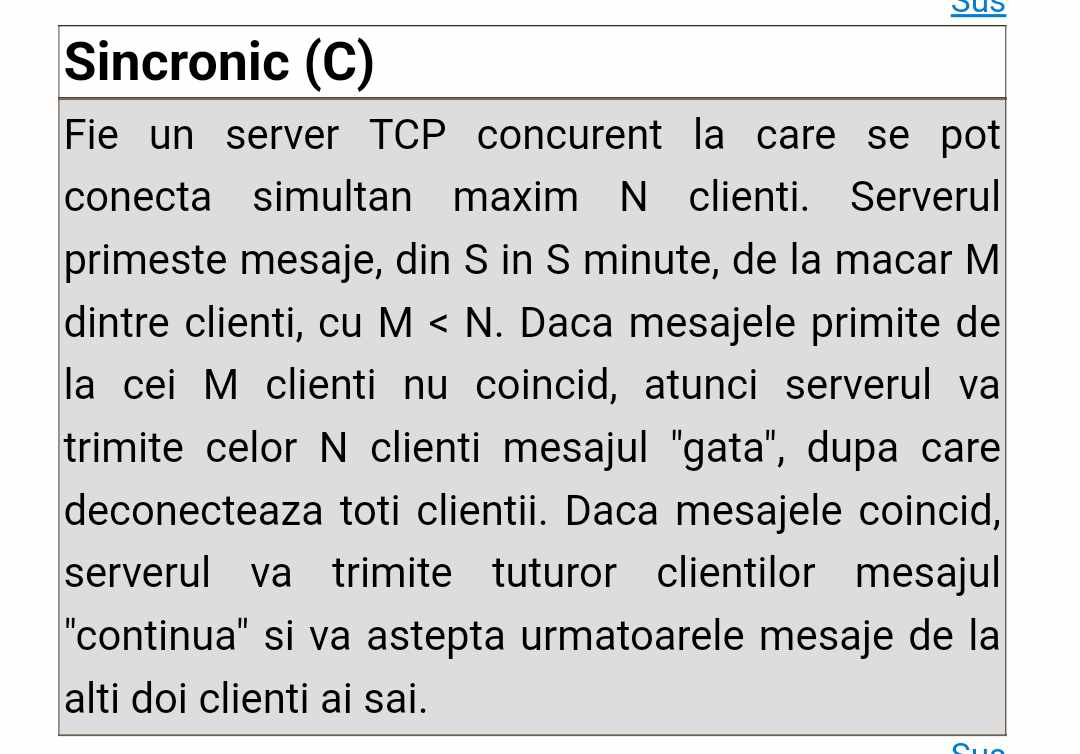 Sus
Sincronic (C)
Fie un server TCP concurent la care se pot
conecta simultan maxim N clienti. Serverul
primeste mesaje, din S in S minute, de la macar M
dintre clienti, cu M < N. Daca mesajele primite de
la cei M clienti nu coincid, atunci serverul va
trimite celor N clienti mesajul "gata", dupa care
deconecteaza toti clientii. Daca mesajele coincid,
serverul va trimite tuturor clientilor mesajul
"continua" si va astepta urmatoarele mesaje de la
alti doi clienti ai sai.
Sus